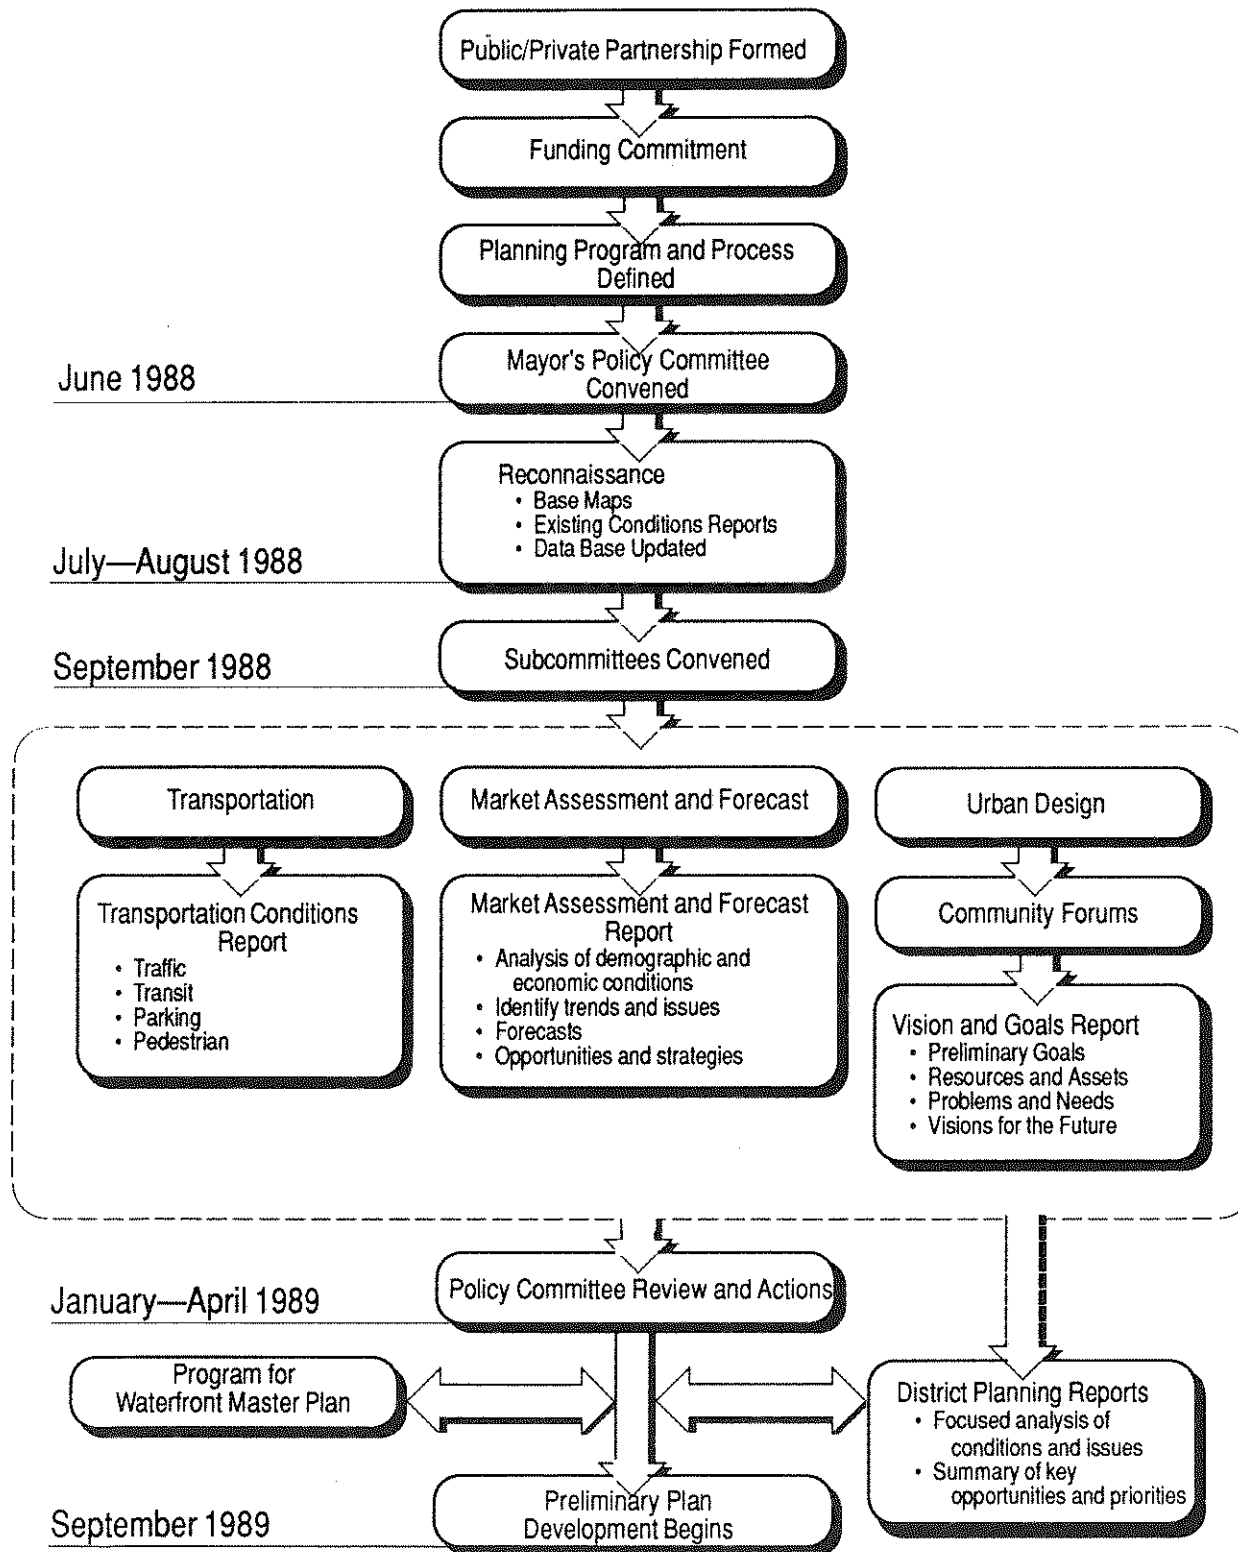 Public/Private Partnership Formed
Funding Commitment
Planning Program and Process
Defined
June 1988
Mayor's Policy Committee
Convened
July—August 1988
Reconnaissance
• Base Maps
• Existing Conditions Reports
• Data Base Updated
September 1988
Subcommittees Convened
Transportation
Transportation Conditions
Report
• Traffic
• Transit
• Parking
• Pedestrian
Market Assessment and Forecast
Market Assessment and Forecast
Report
• Analysis of demographic and
economic conditions
• Identify trends and issues
• Forecasts
• Opportunities and strategies
Urban Design
Community Forums
Vision and Goals Report
• Preliminary Goals
• Resources and Assets
• Problems and Needs
• Visions for the Future
January—April 1989
Policy Committee Review and Actions
Program for
Waterfront Master Plan
District Planning Reports
• Focused analysis of
conditions and issues
• Summary of key
opportunities and priorities
September 1989
Preliminary Plan
Development Begins